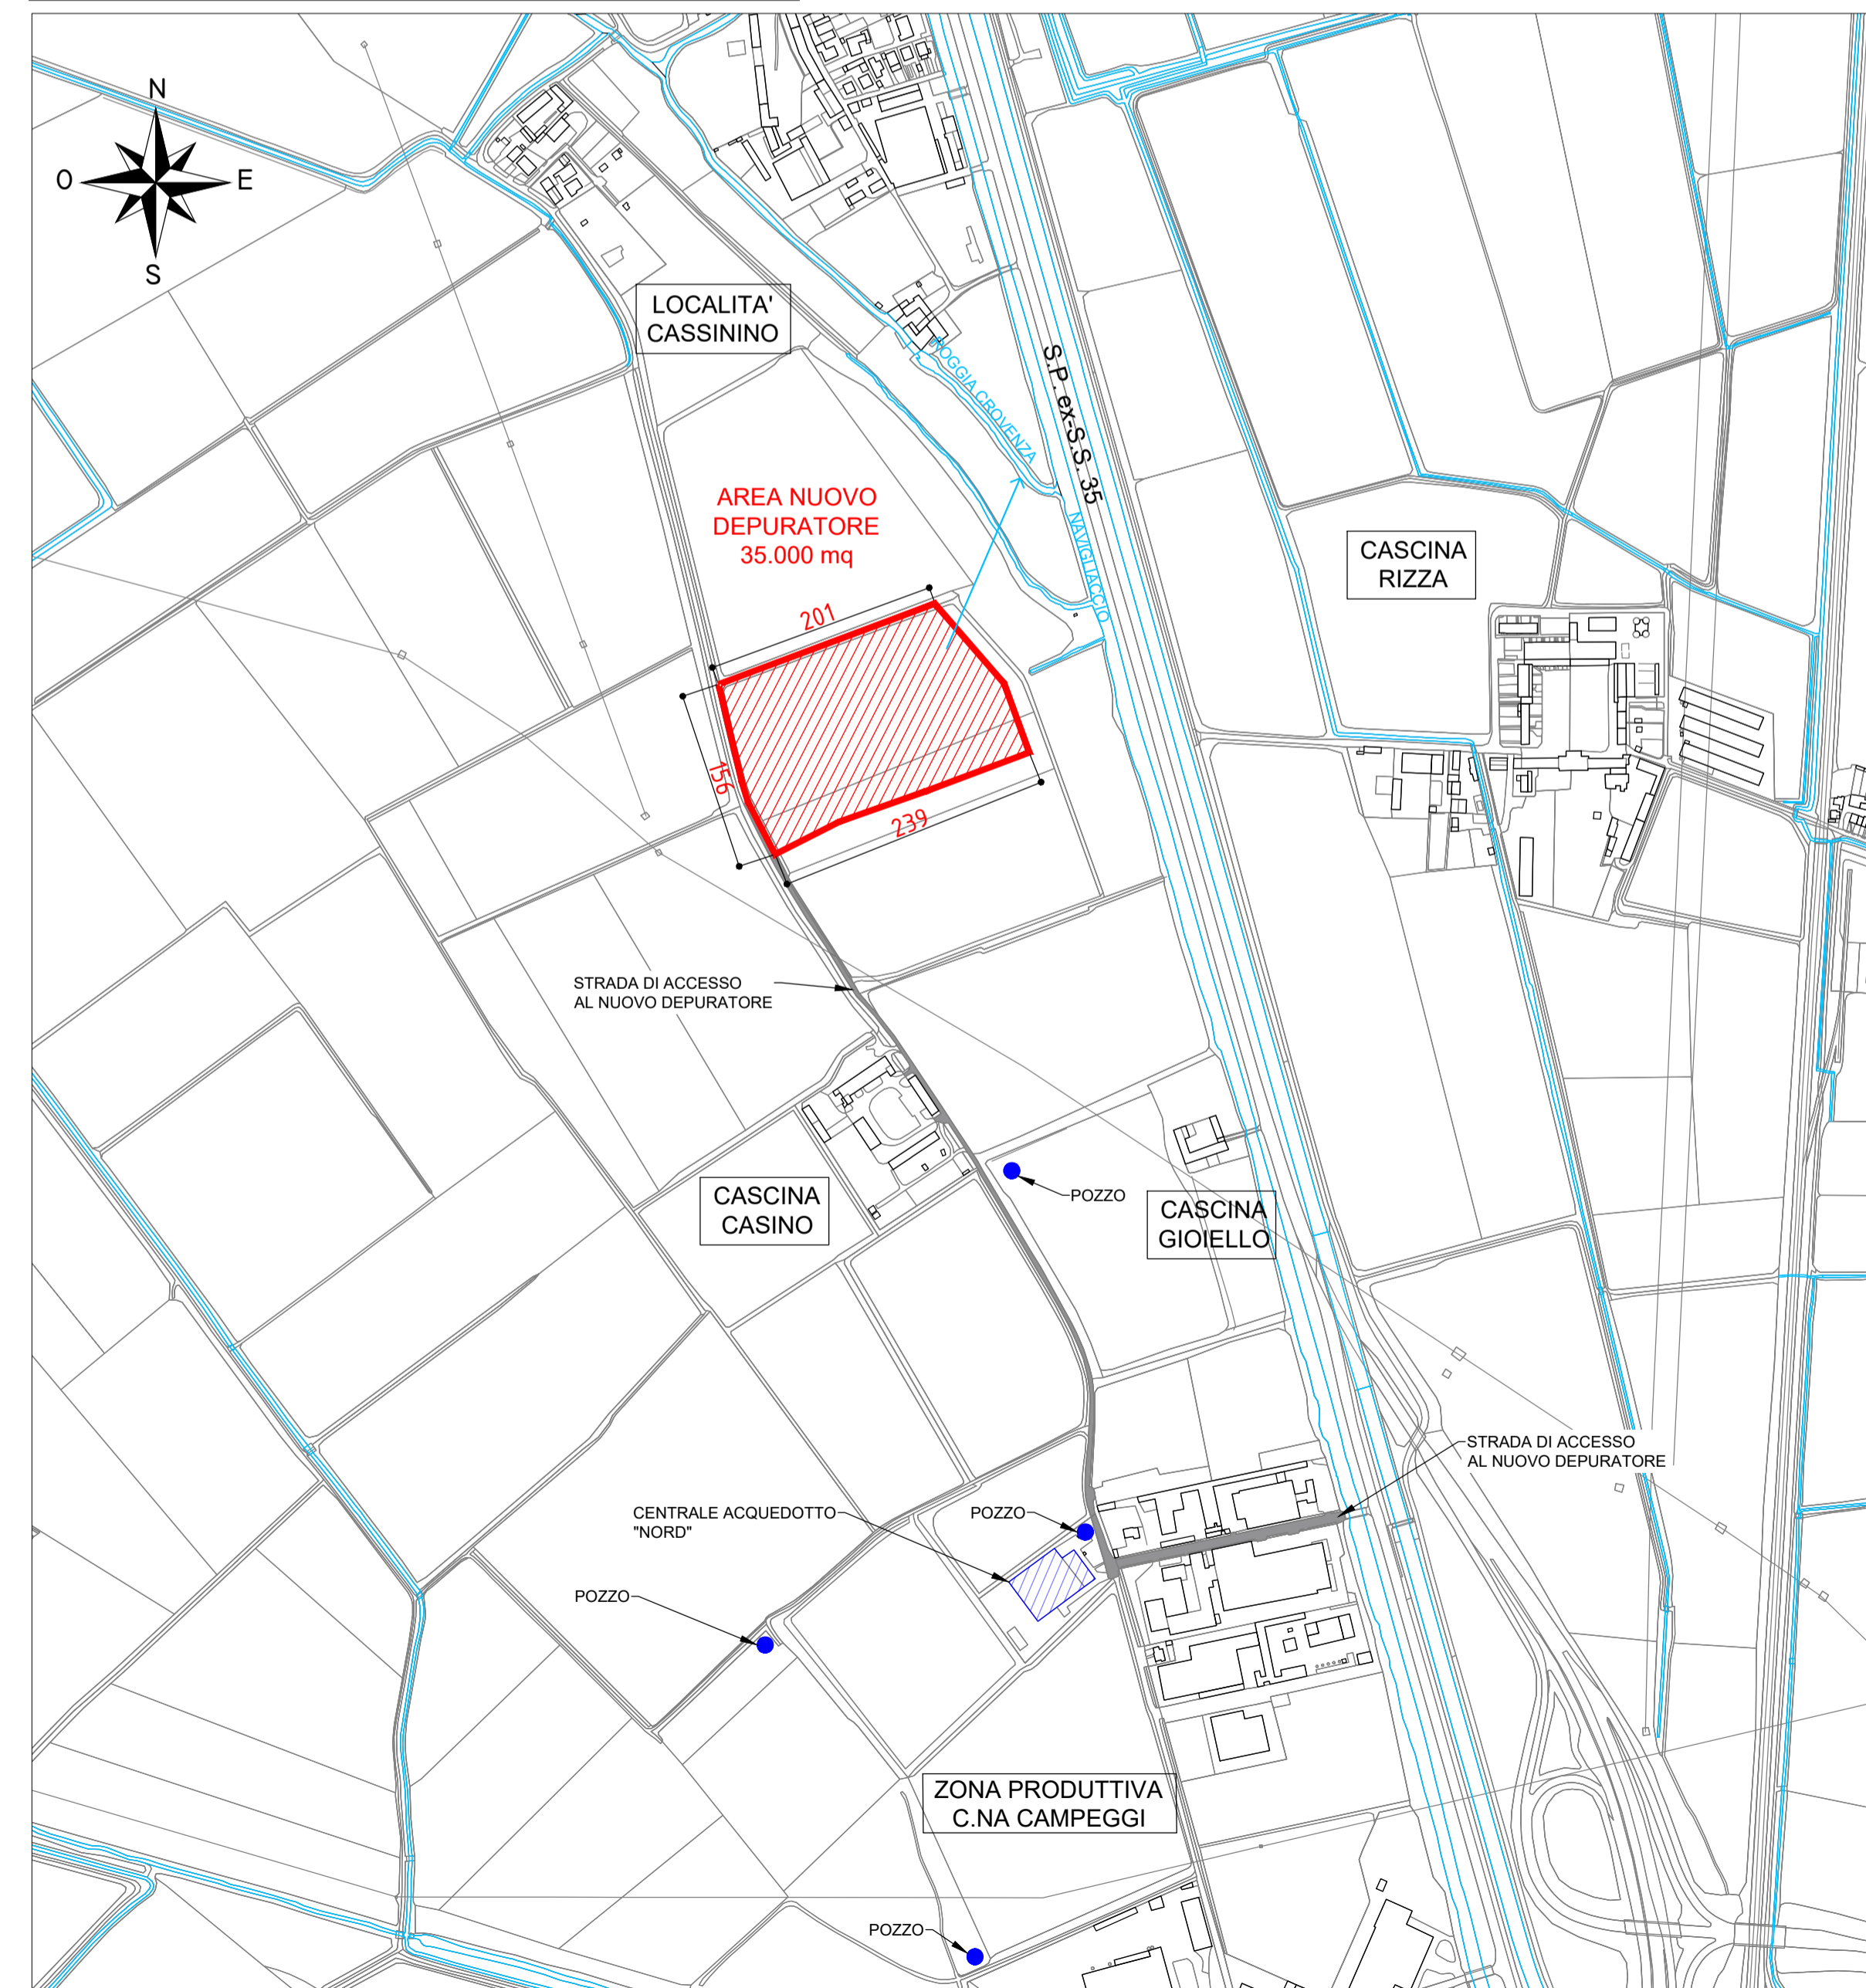 N
O
E
S
LOCALITA'
CASSININO
ROGGIA CROVENZA
S.P. ex-S.S. 35
NAVIGLIACCIO
AREA NUOVO
DEPURATORE
35.000 mq
CASCINA
RIZZA
201
156
239
STRADA DI ACCESSO
AL NUOVO DEPURATORE
CASCINA
CASINO
POZZO
CASCINA
GIOIELLO
STRADA DI ACCESSO
AL NUOVO DEPURATORE
CENTRALE ACQUEDOTTO
"NORD"
POZZO
POZZO
ZONA PRODUTTIVA
C.NA CAMPEGGI
POZZO